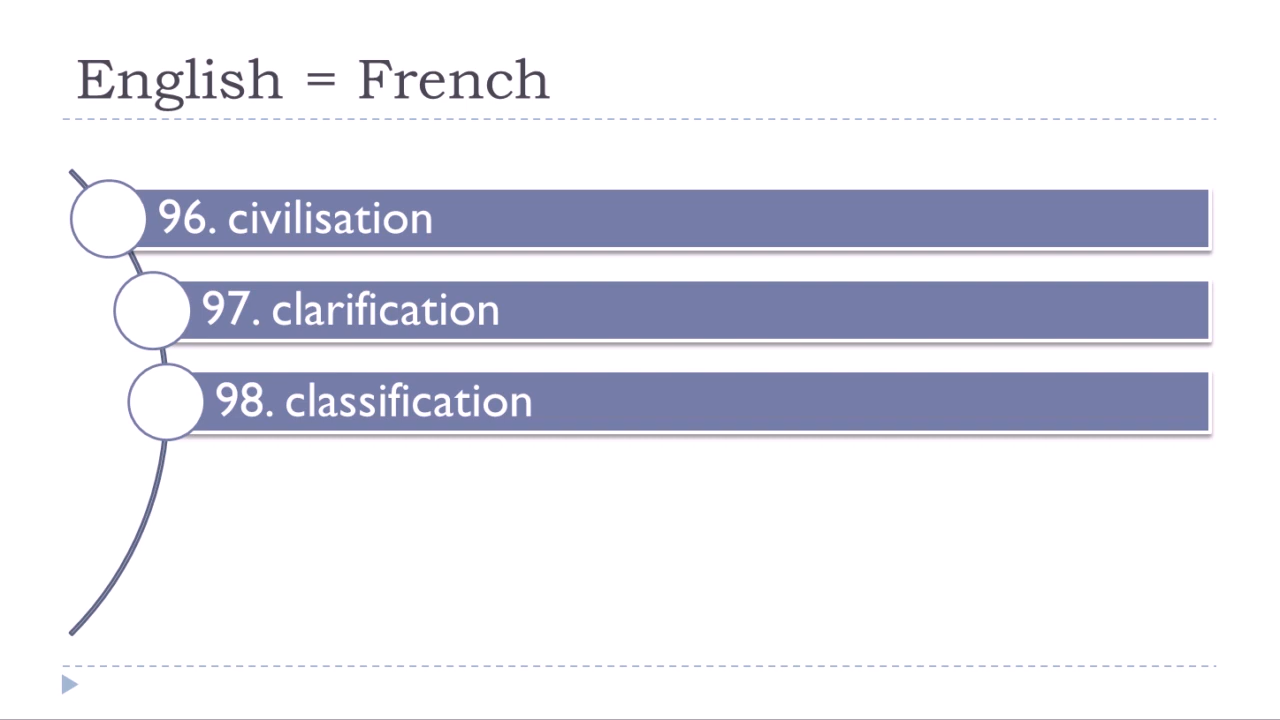 English = French
96. civilisation
97. clarification
98. classification